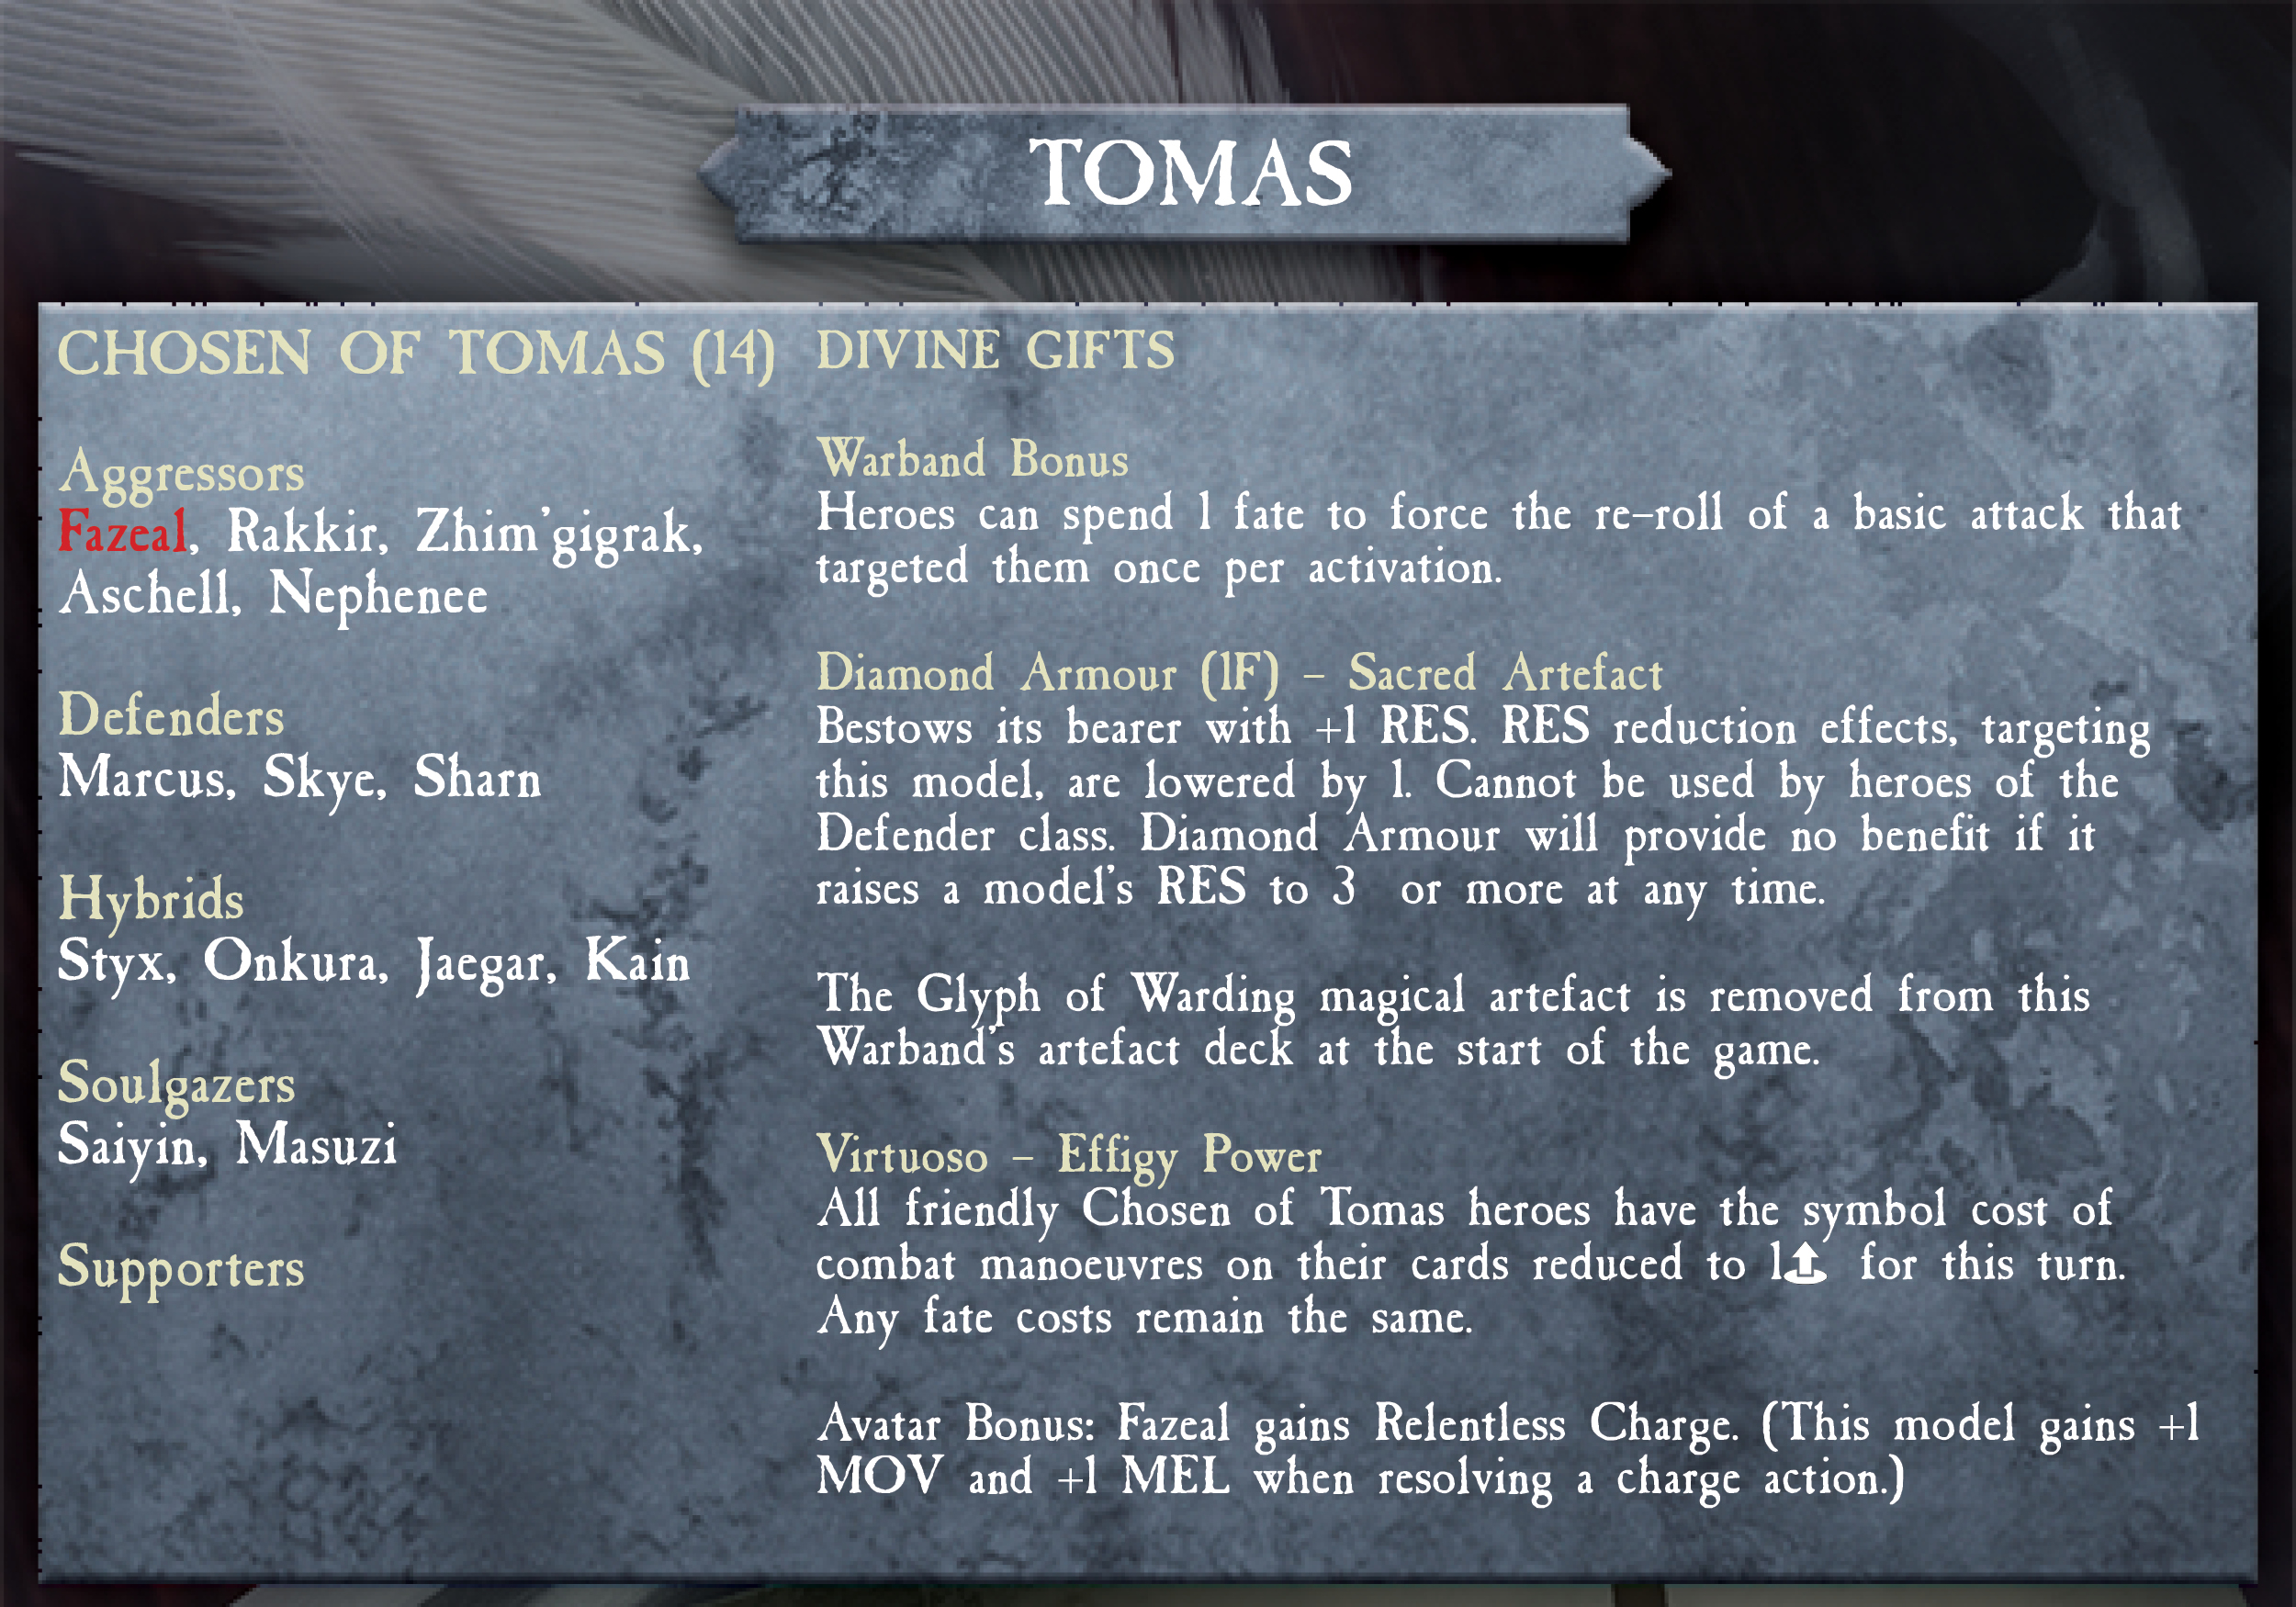 TOMAS
CHOSEN OF TOMAS (14)
Aggressors
Fazeal, Rakkir, Zhim'gigrak,
Aschell, Nephenee
Defenders
Marcus, Skye, Sharn
Hybrids
Styx, Onkura, Jaegar, Kain
Soulgazers
Saiyin, Masuzi
Supporters
DIVINE GIFTS
Warband Bonus
Heroes can spend 1 fate to force the re-roll of a basic attack that
targeted them once per activation.
Diamond Armour (1F) - Sacred Artefact
Bestows its bearer with +1 RES. RES reduction effects, targeting
this model, are lowered by 1. Cannot be used by heroes of the
Defender class. Diamond Armour will provide no benefit if it
raises a model's RES to 3 or more at any time.
The Glyph of Warding magical artefact is removed from this
Warband's artefact deck at the start of the game.
Virtuoso - Effigy Power
All friendly Chosen of Tomas heroes have the symbol cost of
combat manoeuvres on their cards reduced to 1 for this turn.
Any fate costs remain the same.
Avatar Bonus: Fazeal gains Relentless Charge. (This model gains +1
MOV and +1 MEL when resolving a charge action.)